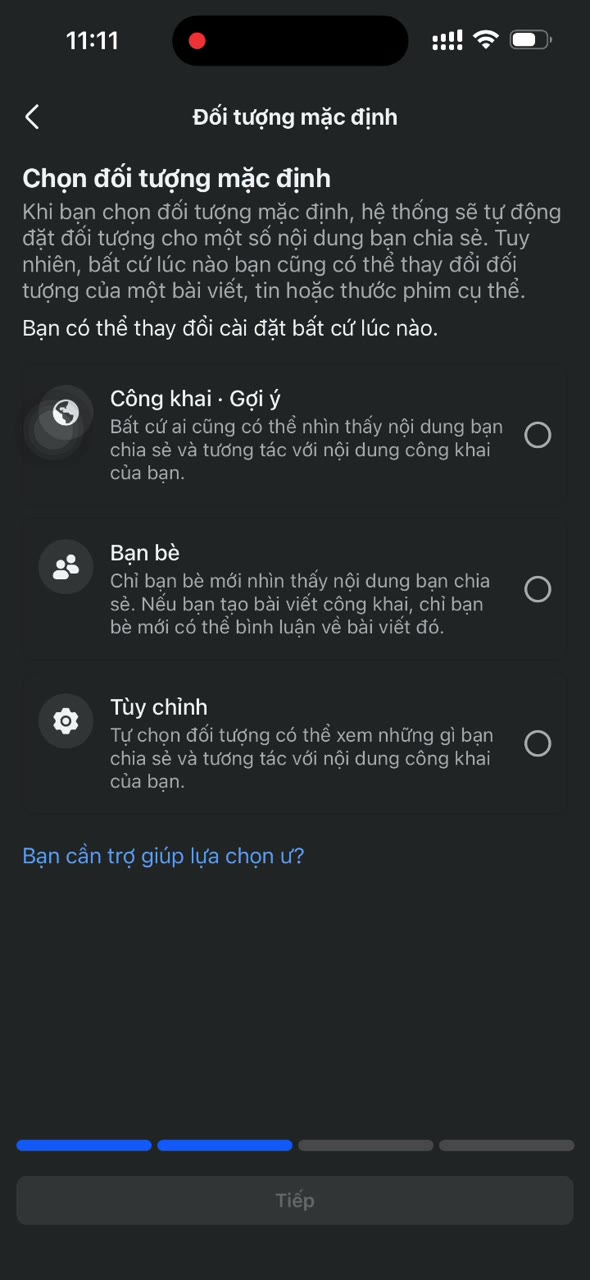 11:11
Đối tượng mặc định
Chọn đối tượng mặc định
Khi bạn chọn đối tượng mặc định, hệ thống sẽ tự động
đặt đối tượng cho một số nội dung bạn chia sẻ. Tuy
nhiên, bất cứ lúc nào bạn cũng có thể thay đổi đối
tượng của một bài viết, tin hoặc thước phim cụ thể.
Bạn có thể thay đổi cài đặt bất cứ lúc nào.
Công khai · Gợi ý
Bất cứ ai cũng có thể nhìn thấy nội dung bạn
chia sẻ và tương tác với nội dung công khai
của bạn.
Bạn bè
Chỉ bạn bè mới nhìn thấy nội dung bạn chia
sẻ. Nếu bạn tạo bài viết công khai, chỉ bạn
bè mới có thể bình luận về bài viết đó.
Tùy chỉnh
Tự chọn đối tượng có thể xem những gì bạn
chia sẻ và tương tác với nội dung công khai
của bạn.
Bạn cần trợ giúp lựa chọn ư?
Tiếp